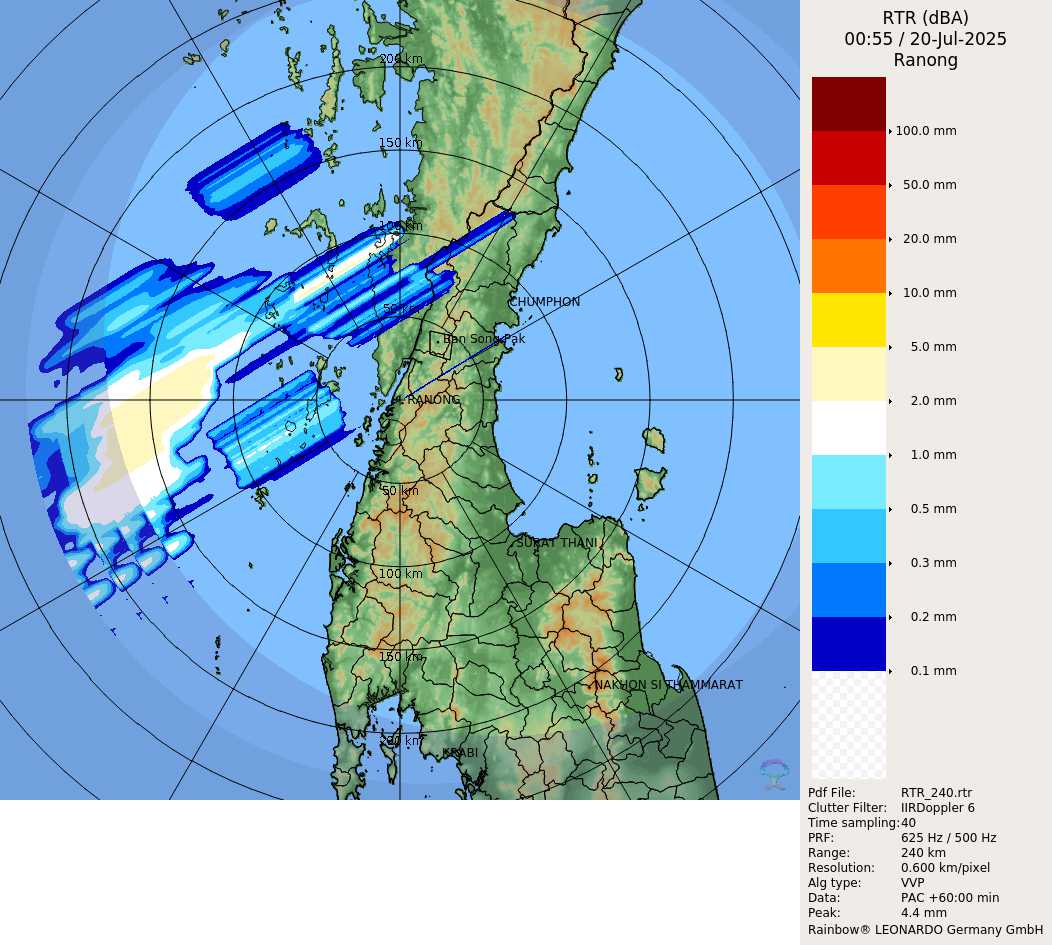 RTR (dBA)
00:55 / 20-Jul-2025
Ranong
100.0 mm
50.0 mm
20.0 mm
10.0 mm
5.0 mm
2.0 mm
1.0 mm
0.5 mm
0.3 mm
0.2 mm
0.1 mm
Pdf File: RTR_240.rtr
Clutter Filter: IIRDoppler 6
Time sampling: 40
PRF: 625 Hz / 500 Hz
Range: 240 km
Resolution: 0.600 km/pixel
Alg type: VVP
Data: PAC +60:00 min
Peak: 4.4 mm
Rainbow® LEONARDO Germany GmbH
200 km
150 km
100 km
50 km
CHUMPHON
Ban Song Pak
RANONG
50 km
SURAT THANI
100 km
150 km
NAKHON SI THAMMARAT
200 km
KRABI